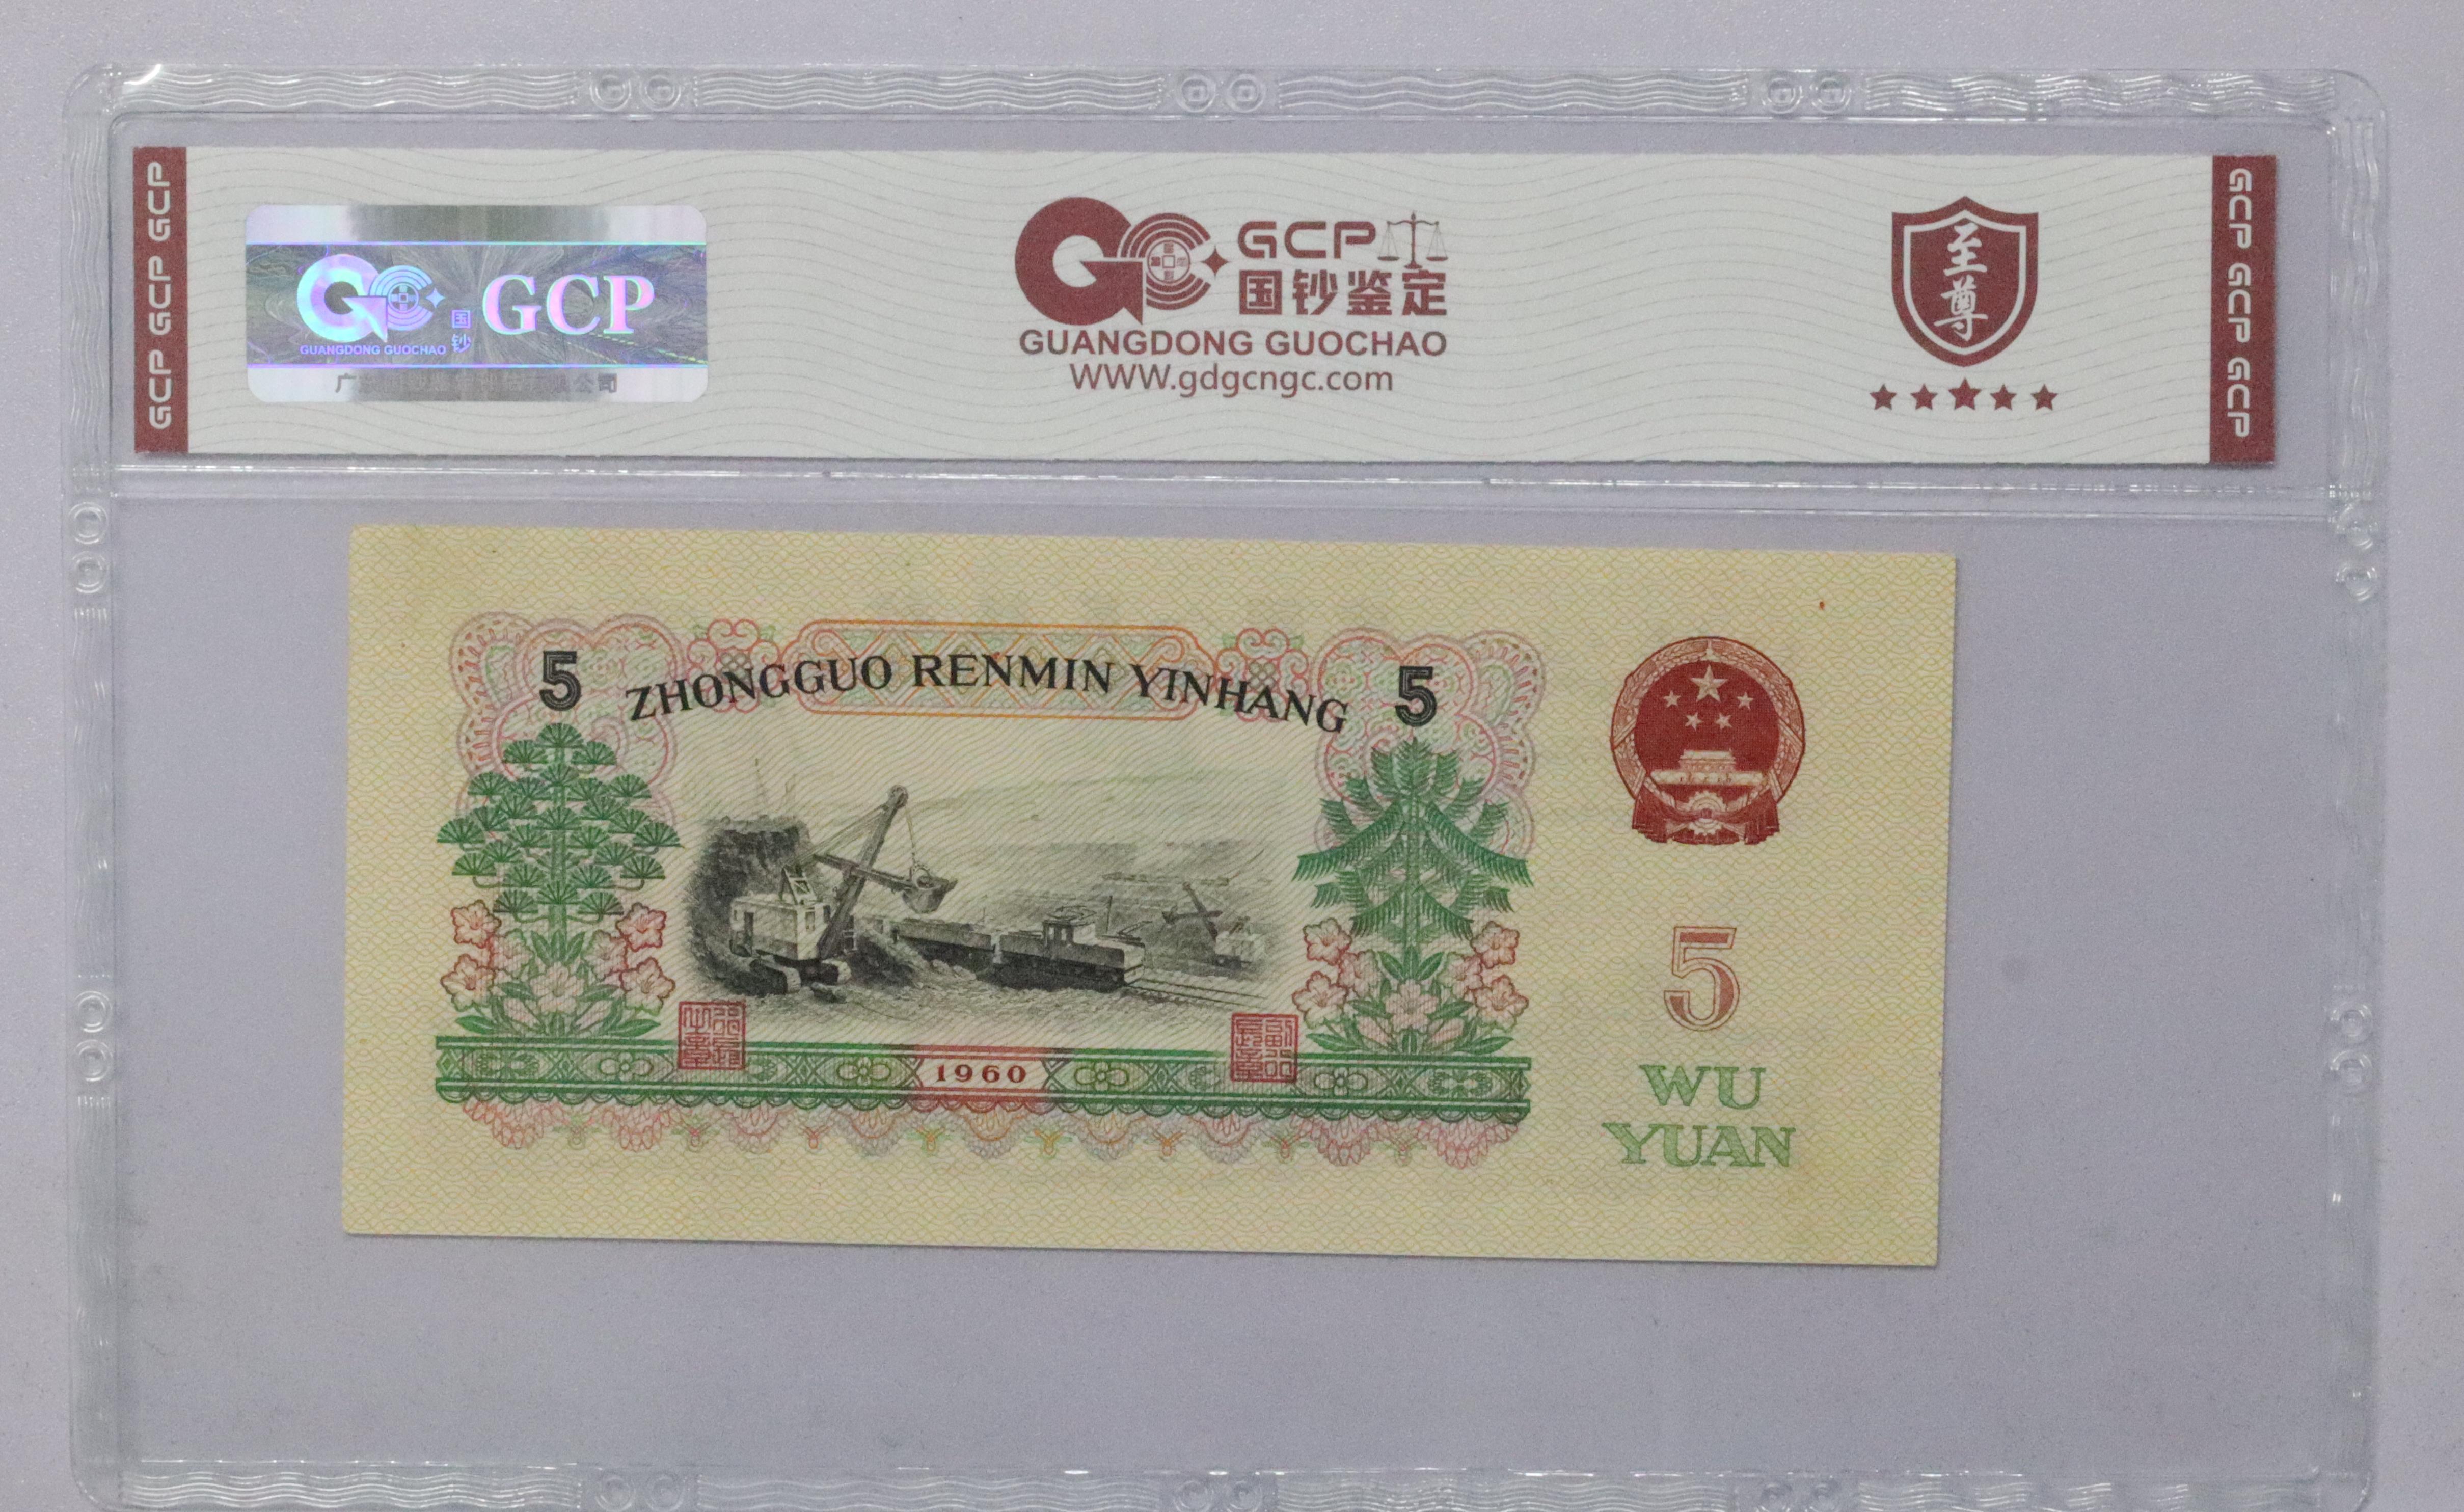 GCP GCP GCP
GCP
国钞
GUANGDONG GUOCHAO
GCP
国钞鉴定
GUANGDONG GUOCHAO
WWW.gdgcngc.com
至尊
GCP GCP GCP
5 ZHONGGUO RENMIN YINHANG 5
1960
5
WU
YUAN